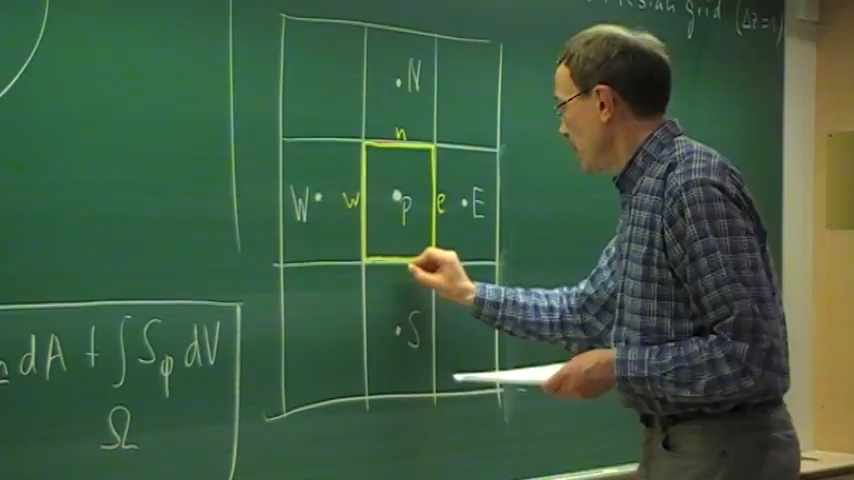 grid (Δz=1)
N
n
W w P e E
S
dA + ∫ S_φ dV
Ω